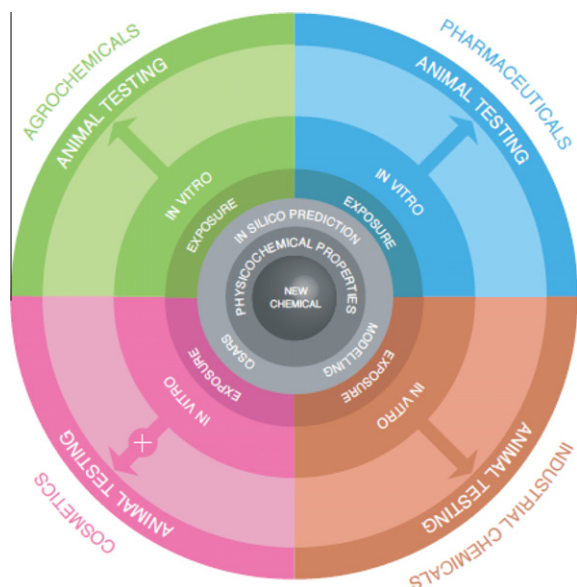 AGROCHEMICALS
PHARMACEUTICALS
ANIMAL TESTING
ANIMAL TESTING
IN VITRO
IN VITRO
EXPOSURE
EXPOSURE
IN SILICO PREDICTION
PHYSICOCHEMICAL PROPERTIES
NEW
CHEMICAL
QSARS
MODELLING
EXPOSURE
EXPOSURE
IN VITRO
IN VITRO
ANIMAL TESTING
ANIMAL TESTING
COSMETICS
INDUSTRIAL CHEMICALS